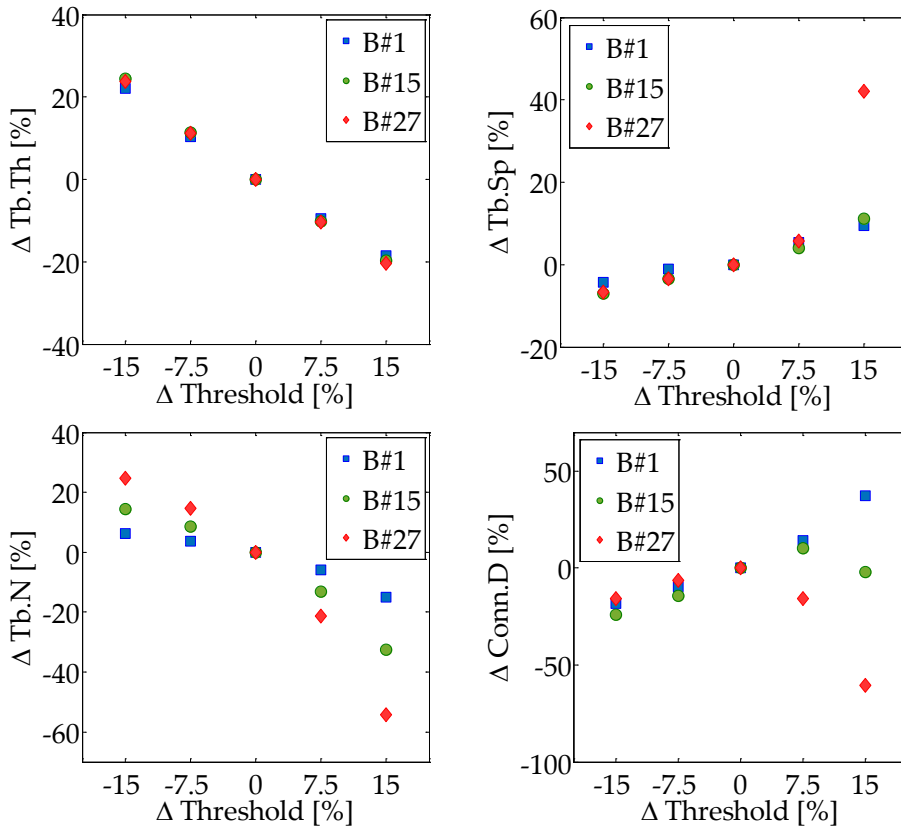 40
20
0
-20
-40
Δ Tb.Th [%]
B#1
B#15
B#27
-15 -7.5 0 7.5 15
Δ Threshold [%]
60
40
20
0
-20
Δ Tb.Sp [%]
B#1
B#15
B#27
-15 -7.5 0 7.5 15
Δ Threshold [%]
40
20
0
-20
-40
-60
Δ Tb.N [%]
B#1
B#15
B#27
-15 -7.5 0 7.5 15
Δ Threshold [%]
50
0
-50
-100
Δ Conn.D [%]
B#1
B#15
B#27
-15 -7.5 0 7.5 15
Δ Threshold [%]